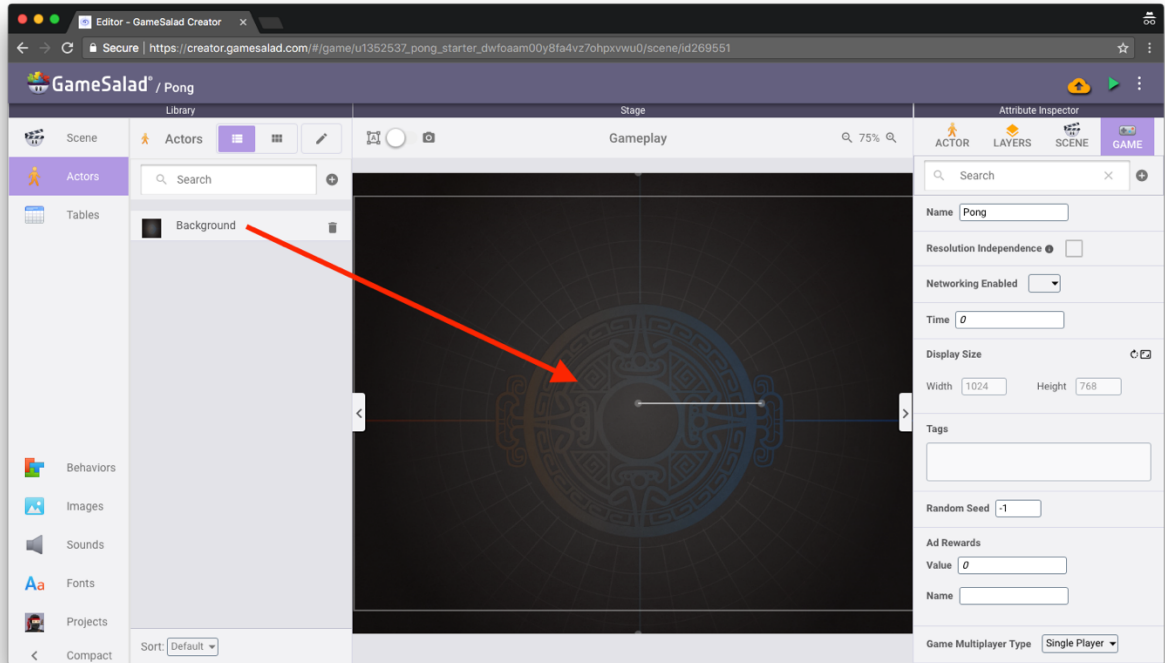 Editor - GameSalad Creator
Secure | https://creator.gamesalad.com/#/game/u1352537_pong_starter_dwfoaam00y8fa4vz7ohpxvwu0/scene/id269551
GameSalad® / Pong
Library
Stage
Attribute Inspector
Scene
Actors
Tables
Behaviors
Images
Sounds
Fonts
Projects
Compact
Actors
Search
Background
Sort: Default
Gameplay
75%
ACTOR
LAYERS
SCENE
GAME
Search
Name Pong
Resolution Independence
Networking Enabled
Time 0
Display Size
Width 1024 Height 768
Tags
Random Seed -1
Ad Rewards
Value 0
Name
Game Multiplayer Type Single Player